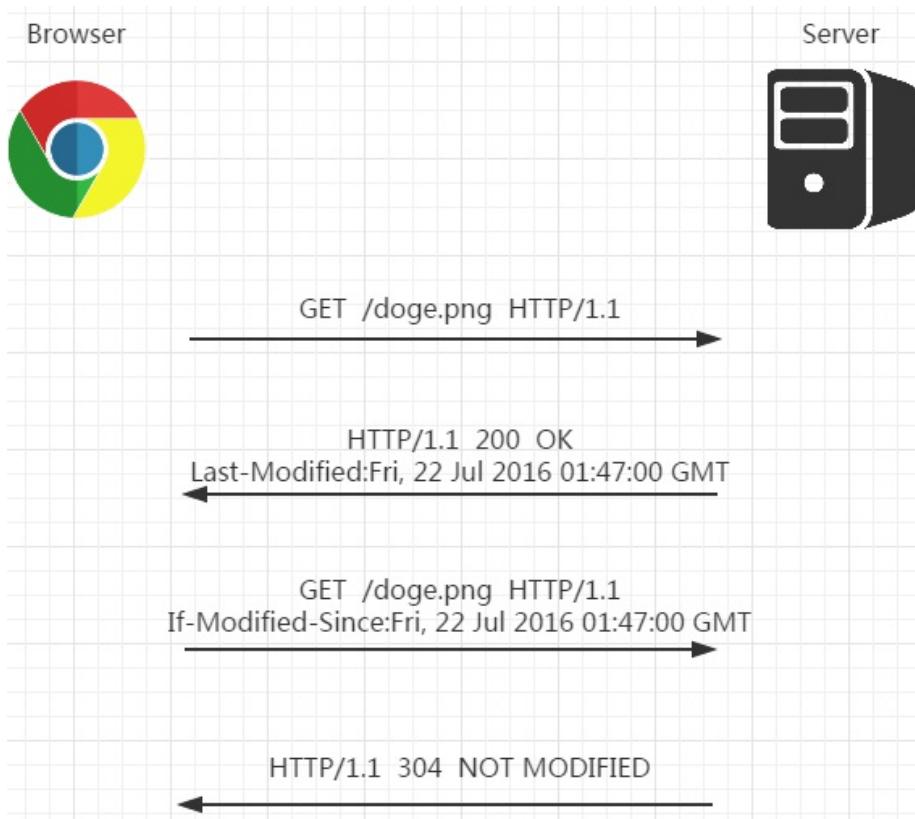 Browser
Server
GET /doge.png HTTP/1.1
HTTP/1.1 200 OK
Last-Modified:Fri, 22 Jul 2016 01:47:00 GMT
GET /doge.png HTTP/1.1
If-Modified-Since:Fri, 22 Jul 2016 01:47:00 GMT
HTTP/1.1 304 NOT MODIFIED